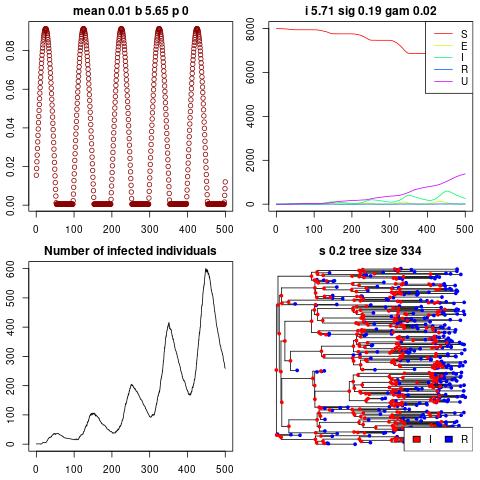 mean 0.01 b 5.65 p 0
0.00
0.02
0.04
0.06
0.08
0 100 200 300 400 500
i 5.71 sig 0.19 gam 0.02
0
2000
4000
6000
8000
0 100 200 300 400 500
S
E
I
R
U
Number of infected individuals
0
100
200
300
400
500
600
0 100 200 300 400 500
s 0.2 tree size 334
I R